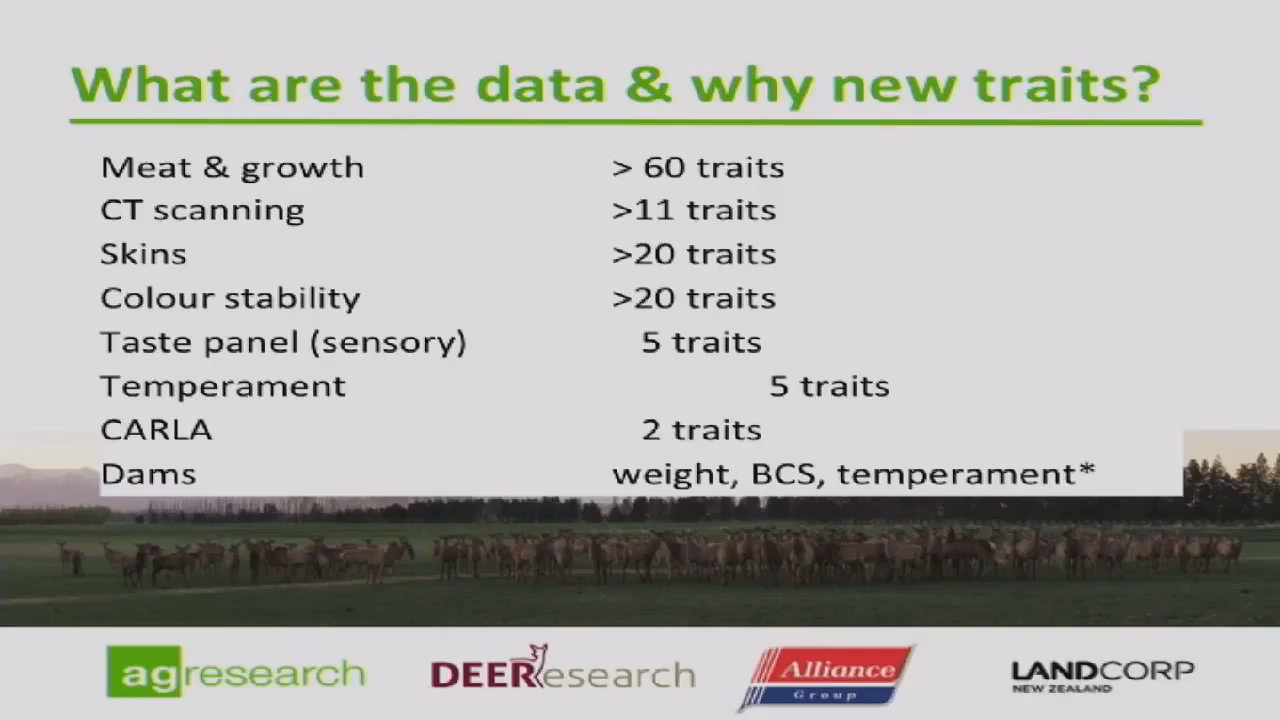 What are the data & why new traits?
Meat & growth > 60 traits
CT scanning >11 traits
Skins >20 traits
Colour stability >20 traits
Taste panel (sensory) 5 traits
Temperament 5 traits
CARLA 2 traits
Dams weight, BCS, temperament*
agresearch DEEResearch Alliance Group LANDCORP NEW ZEALAND